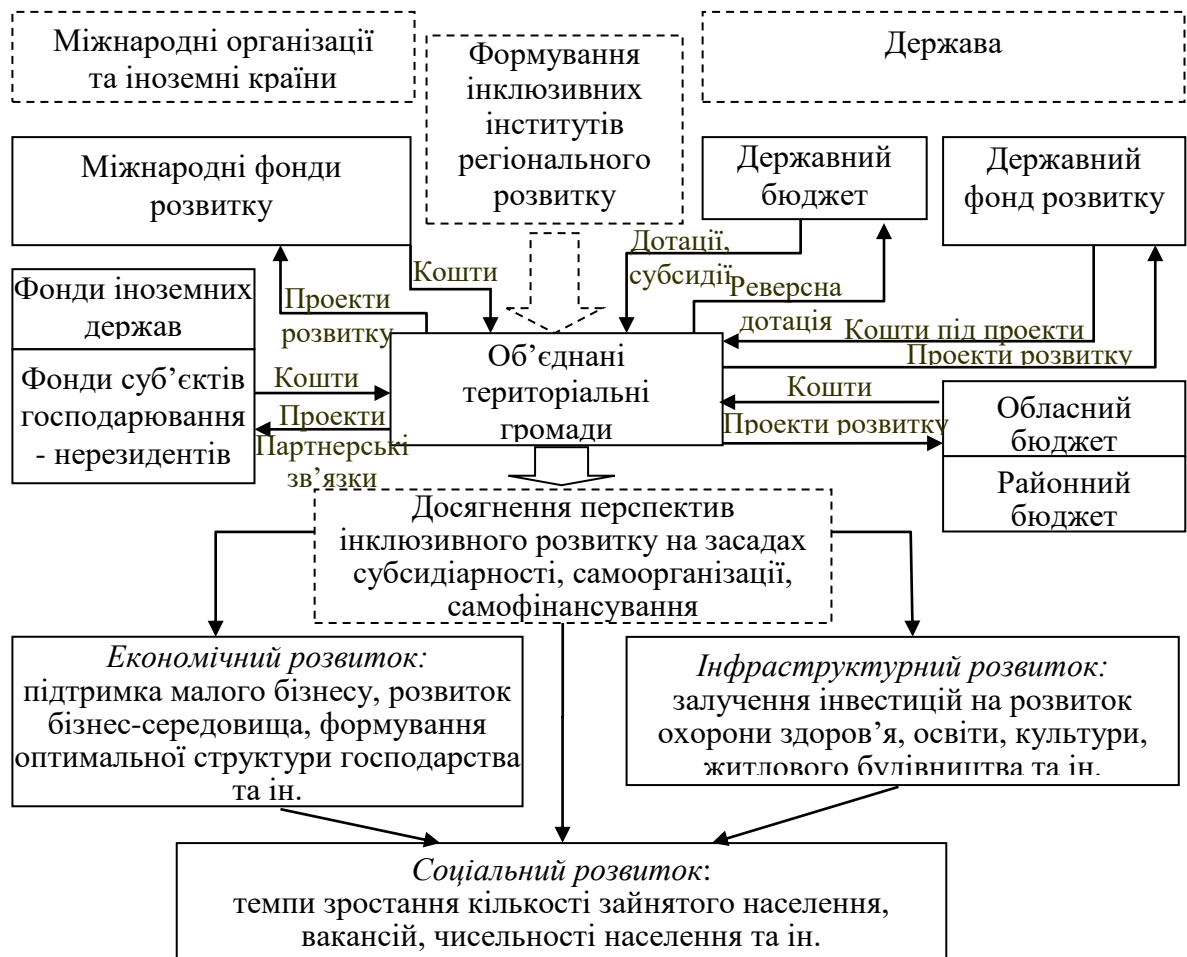 Міжнародні організації
та іноземні країни
Формування
інклюзивних
інститутів
регіонального
розвитку
Держава
Міжнародні фонди
розвитку
Державний
бюджет
Державний
фонд розвитку
Дотації,
субсидії
Кошти
Реверсна
дотація
Проекти
розвитку
Фонди іноземних
держав
Кошти під проекти
Проекти розвитку
Об’єднані
територіальні
громади
Фонди суб’єктів
господарювання
- нерезидентів
Кошти
Проекти
Партнерські
зв’язки
Кошти
Проекти розвитку
Обласний
бюджет
Районний
бюджет
Досягнення перспектив
інклюзивного розвитку на засадах
субсидіарності, самоорганізації,
самофінансування
Економічний розвиток:
підтримка малого бізнесу, розвиток
бізнес-середовища, формування
оптимальної структури господарства
та ін.
Інфраструктурний розвиток:
залучення інвестицій на розвиток
охорони здоров’я, освіти, культури,
житлового будівництва та ін.
Соціальний розвиток:
темпи зростання кількості зайнятого населення,
вакансій, чисельності населення та ін.